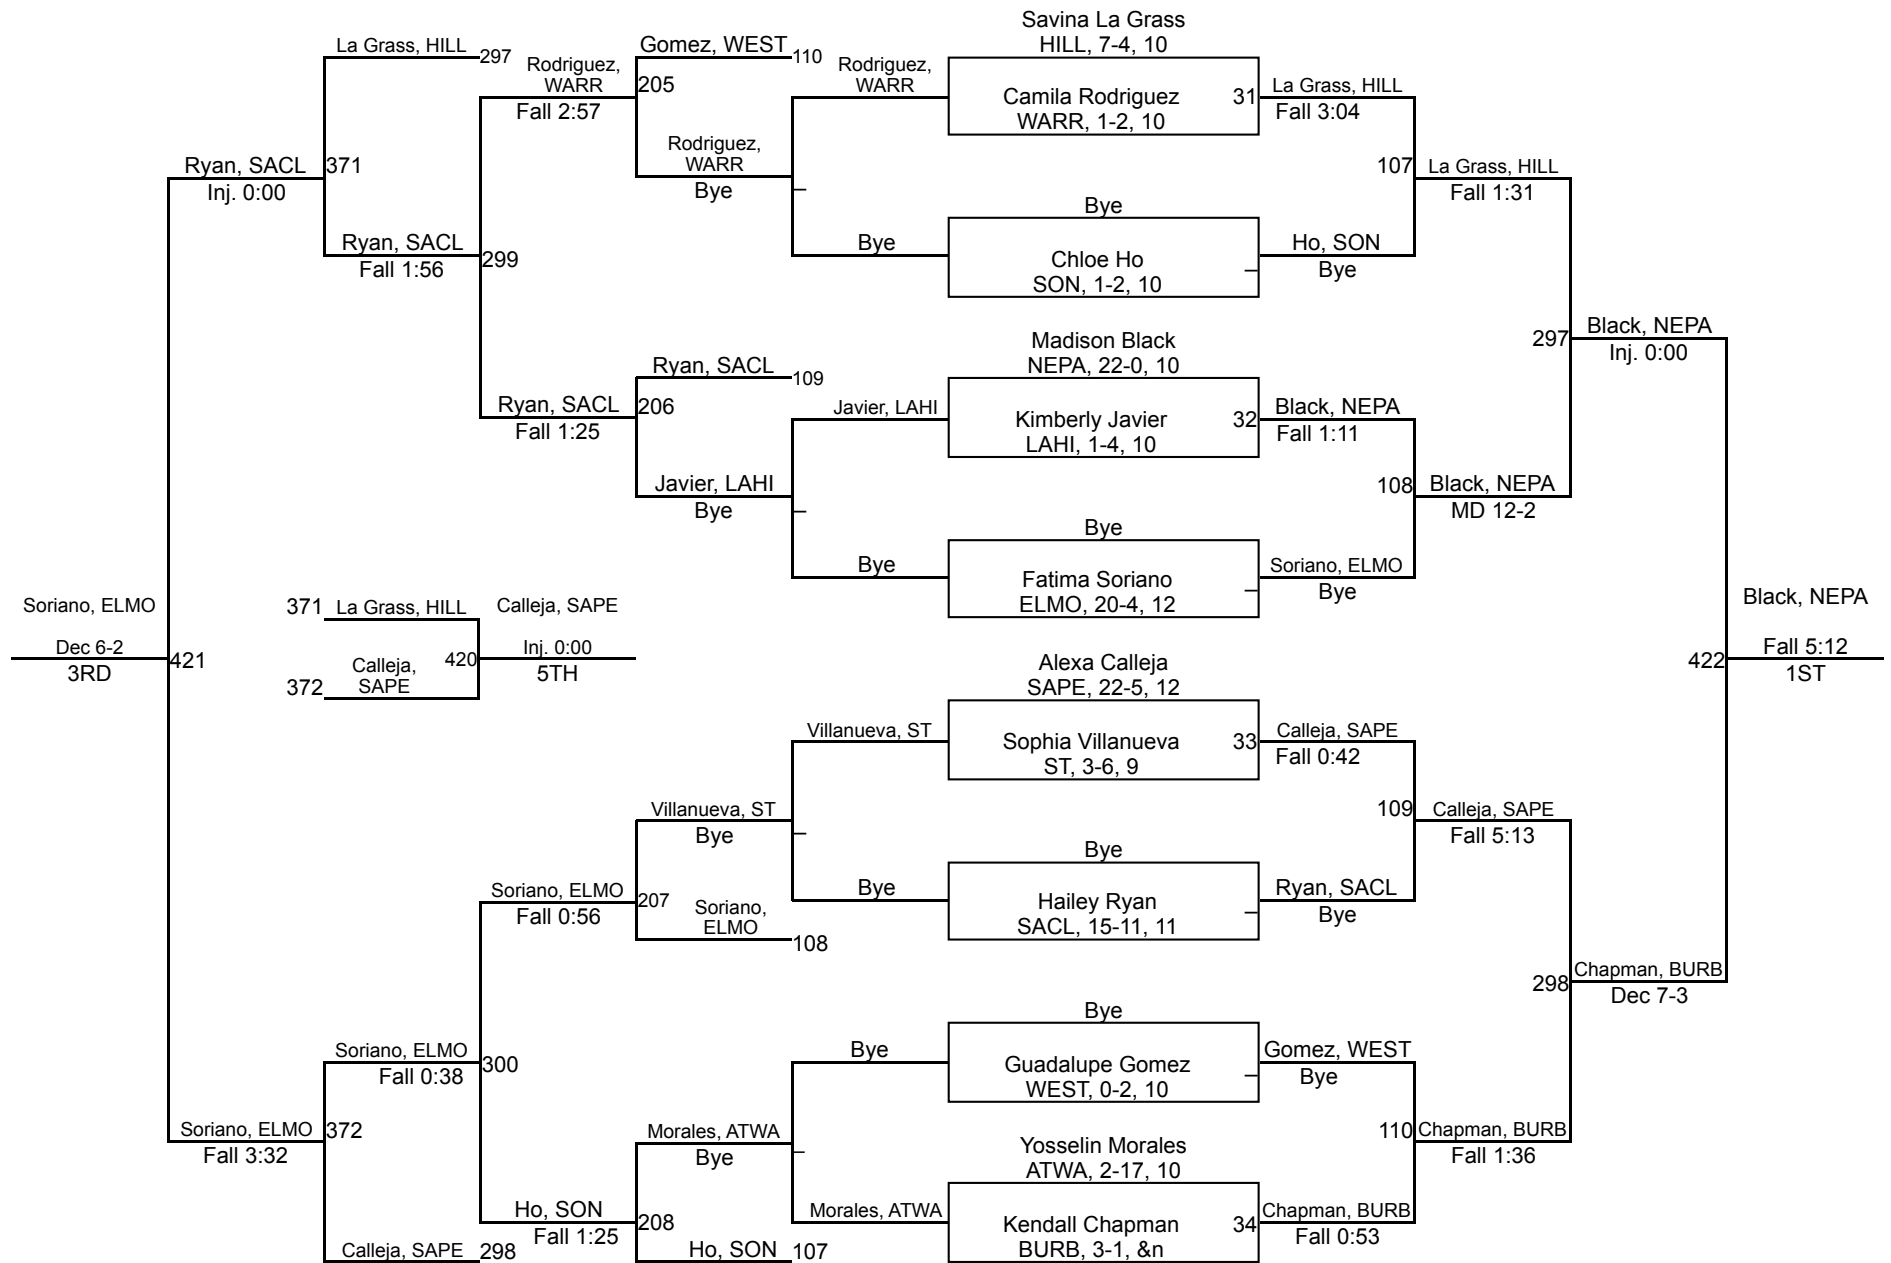 Savina La Grass
HILL, 7-4, 10
Camila Rodriguez
WARR, 1-2, 10
31
Bye
Chloe Ho
SON, 1-2, 10
Madison Black
NEPA, 22-0, 10
Kimberly Javier
LAHI, 1-4, 10
32
Bye
Fatima Soriano
ELMO, 20-4, 12
Alexa Calleja
SAPE, 22-5, 12
Sophia Villanueva
ST, 3-6, 9
33
Bye
Hailey Ryan
SACL, 15-11, 11
Bye
Guadalupe Gomez
WEST, 0-2, 10
Yosselin Morales
ATWA, 2-17, 10
Kendall Chapman
BURB, 3-1, &n
34
La Grass, HILL
Fall 3:04
107
Ho, SON
Bye
Black, NEPA
Fall 1:11
108
Soriano, ELMO
Bye
Calleja, SAPE
Fall 0:42
109
Ryan, SACL
Bye
Gomez, WEST
Bye
110
Chapman, BURB
Fall 0:53
La Grass, HILL
Fall 1:31
297
Black, NEPA
MD 12-2
Calleja, SAPE
Fall 5:13
298
Chapman, BURB
Fall 1:36
Black, NEPA
Inj. 0:00
422
Chapman, BURB
Dec 7-3
Black, NEPA
Fall 5:12
1ST
Rodriguez,
WARR
Bye
Javier, LAHI
Bye
Villanueva, ST
Bye
Bye
Morales, ATWA
Gomez, WEST
110
205
Rodriguez,
WARR
Bye
Ryan, SACL
109
206
Javier, LAHI
Bye
Villanueva, ST
Bye
207
Soriano,
ELMO
108
Morales, ATWA
Bye
208
Ho, SON
107
Rodriguez,
WARR
Fall 2:57
299
Ryan, SACL
Fall 1:25
Soriano, ELMO
Fall 0:56
300
Ho, SON
Fall 1:25
La Grass, HILL
297
371
Ryan, SACL
Fall 1:56
Soriano, ELMO
Fall 0:38
372
Calleja, SAPE
298
Ryan, SACL
Inj. 0:00
421
Soriano, ELMO
Fall 3:32
Soriano, ELMO
Dec 6-2
3RD
371
La Grass, HILL
372
Calleja,
SAPE
420
Calleja, SAPE
Inj. 0:00
5TH